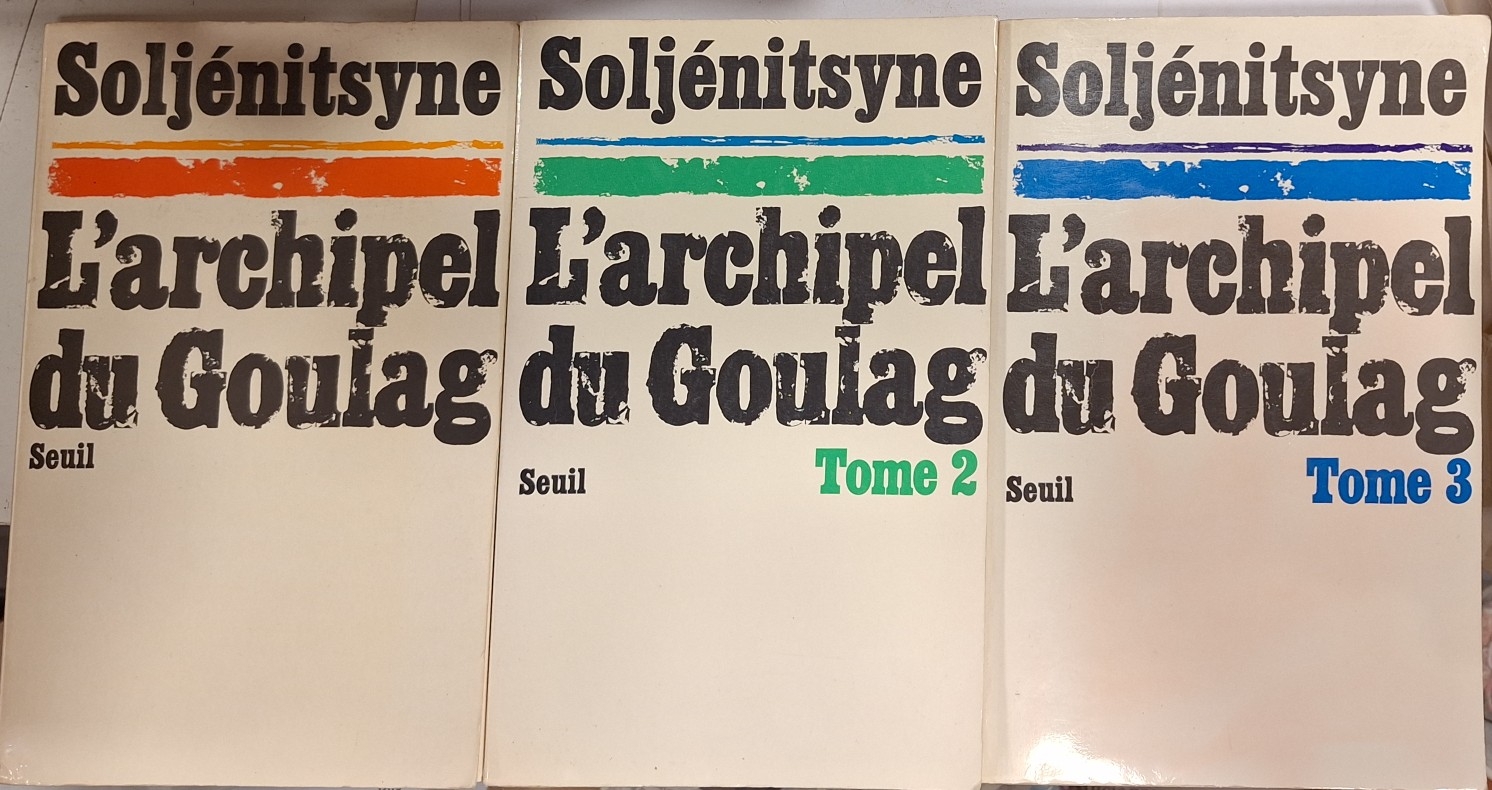 Soljénitsyne
L'archipel
du Goulag
Seuil
Soljénitsyne
L'archipel
du Goulag
Tome 2
Seuil
Soljénitsyne
L'archipel
du Goulag
Tome 3
Seuil